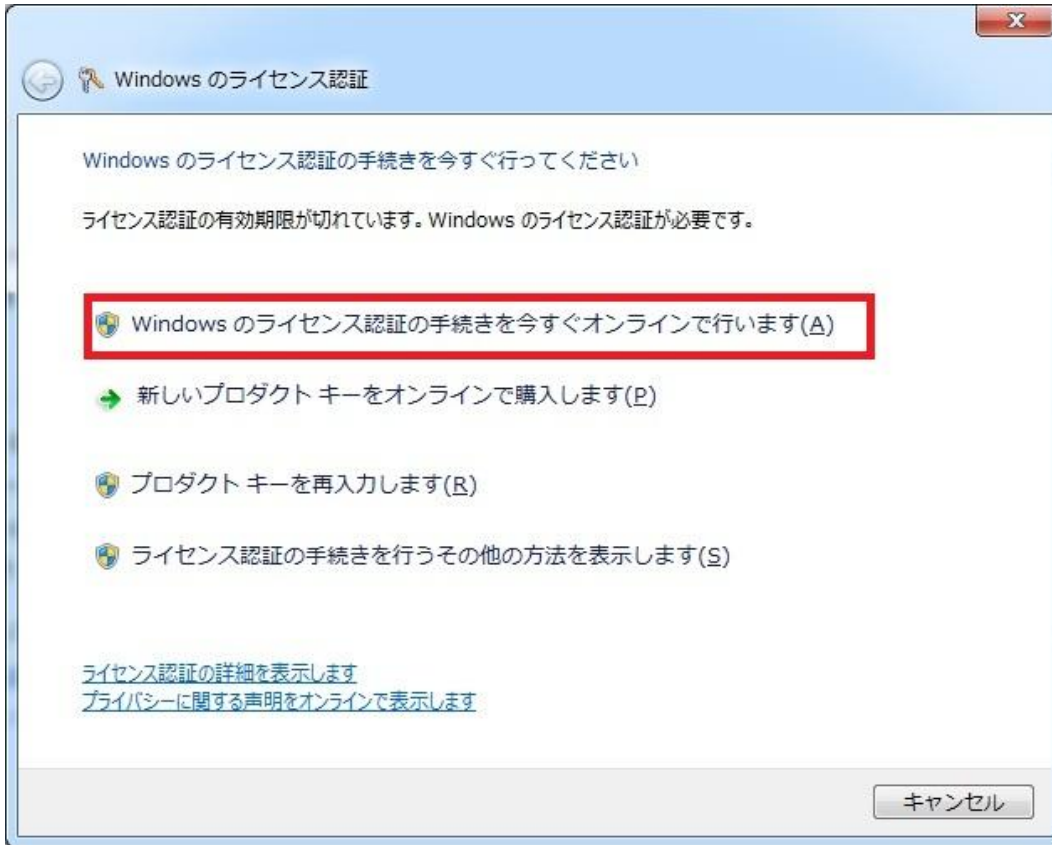 Windows のライセンス認証
Windows のライセンス認証の手続きを今すぐ行ってください
ライセンス認証の有効期限が切れています。Windows のライセンス認証が必要です。
Windows のライセンス認証の手続きを今すぐオンラインで行います(A)
新しいプロダクト キーをオンラインで購入します(P)
プロダクト キーを再入力します(R)
ライセンス認証の手続きを行うその他の方法を表示します(S)
ライセンス認証の詳細を表示します
プライバシーに関する声明をオンラインで表示します
キャンセル